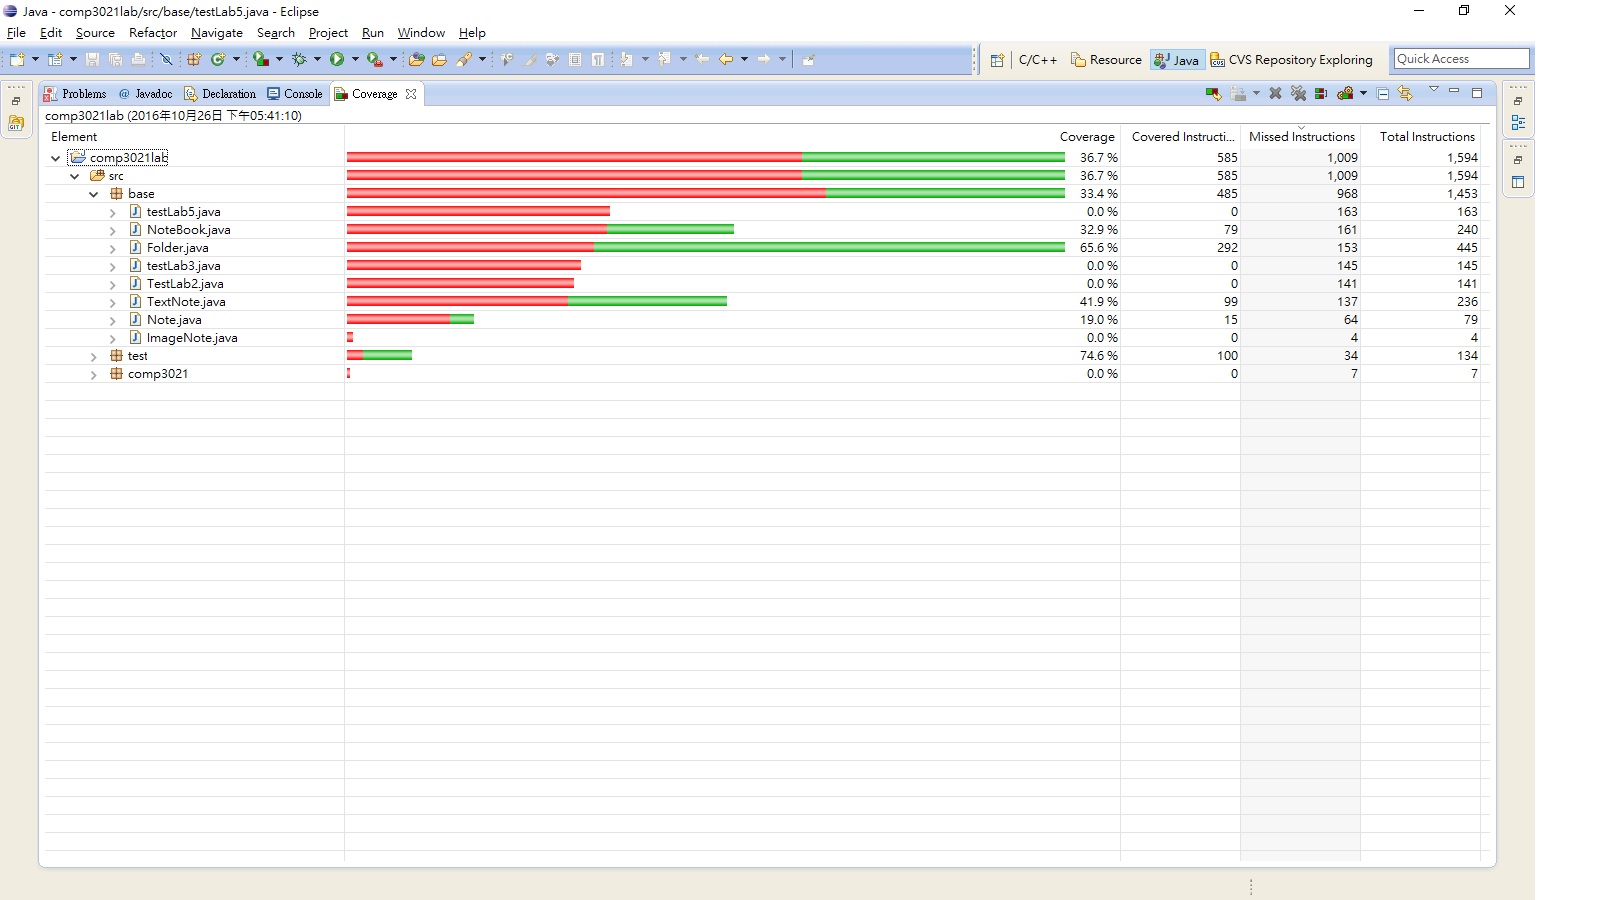 Java - comp3021lab/src/base/testLab5.java - Eclipse
File Edit Source Refactor Navigate Search Project Run Window Help
C/C++ Resource Java CVS Repository Exploring Quick Access
Problems @ Javadoc Declaration Console Coverage
comp3021lab (2016年10月26日 下午05:41:10)
Element Coverage Covered Instructi... Missed Instructions Total Instructions
comp3021lab 36.7 % 585 1,009 1,594
src 36.7 % 585 1,009 1,594
base 33.4 % 485 968 1,453
testLab5.java 0.0 % 0 163 163
NoteBook.java 32.9 % 79 161 240
Folder.java 65.6 % 292 153 445
testLab3.java 0.0 % 0 145 145
TestLab2.java 0.0 % 0 141 141
TextNote.java 41.9 % 99 137 236
Note.java 19.0 % 15 64 79
ImageNote.java 0.0 % 0 4 4
test 74.6 % 100 34 134
comp3021 0.0 % 0 7 7